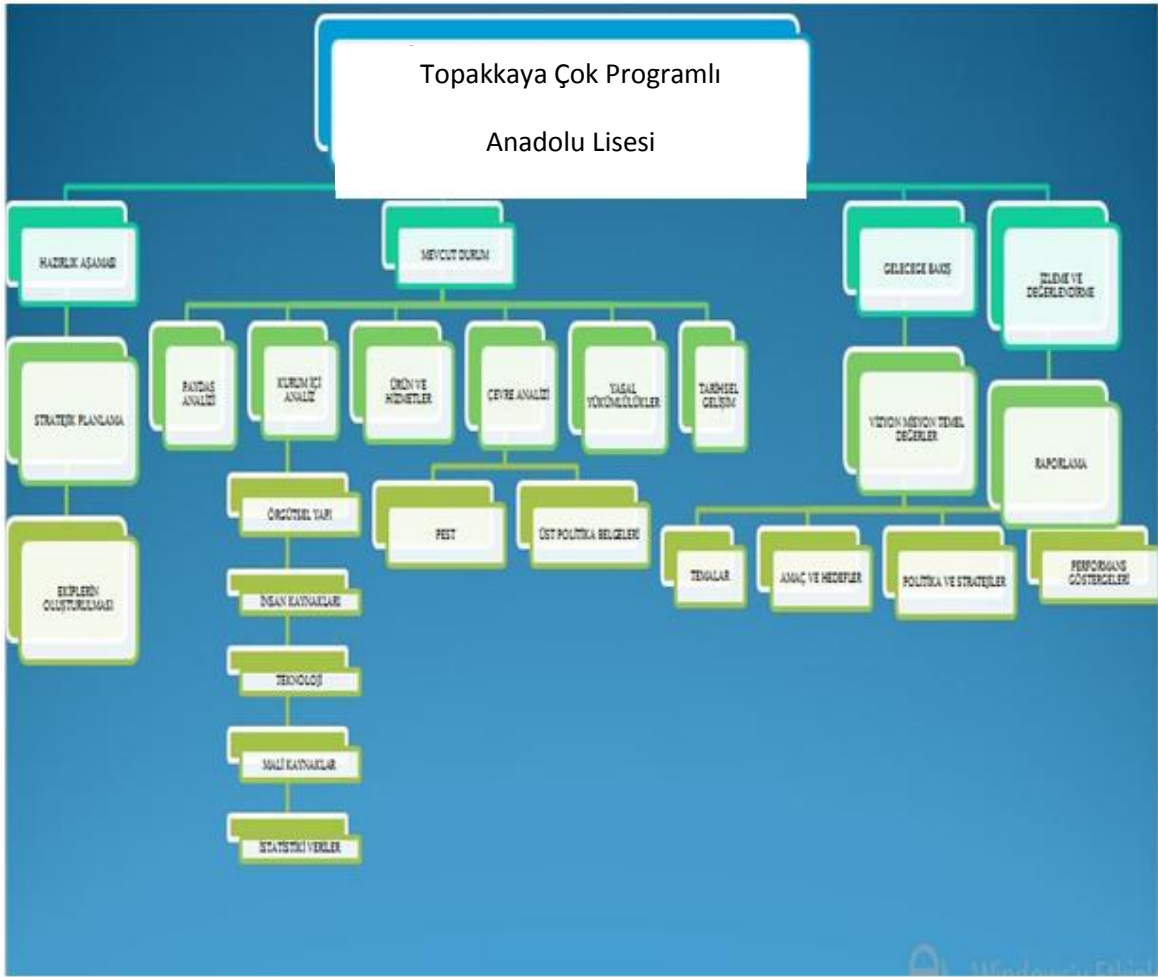 Topakkaya Çok Programlı
Anadolu Lisesi
HAZIRLIK AŞAMASI
MEVCUT DURUM
GELECEĞE BAKIŞ
İZLEME VE
DEĞERLENDİRME
STRATEJİK PLANLAMA
PAYDAŞ
ANALİZİ
KURUM İÇİ
ANALİZ
ÜRÜN VE
HİZMETLER
ÇEVRE ANALİZİ
YASAL
YÜKÜMLÜLÜKLER
TARİHSEL
GELİŞİM
VİZYON MİSYON TEMEL
DEĞERLER
RAPORLAMA
EKİPLERİN
OLUŞTURULMASI
ÖRGÜTSEL YAPI
PEST
ÜST POLİTİKA BELGELERİ
TEMALAR
AMAÇ VE HEDEFLER
POLİTİKA VE STRATEJİLER
PERFORMANS
GÖSTERGELERİ
İNSAN KAYNAKLARI
TEKNOLOJİ
MALİ KAYNAKLAR
İSTATİSTİKİ VERİLER